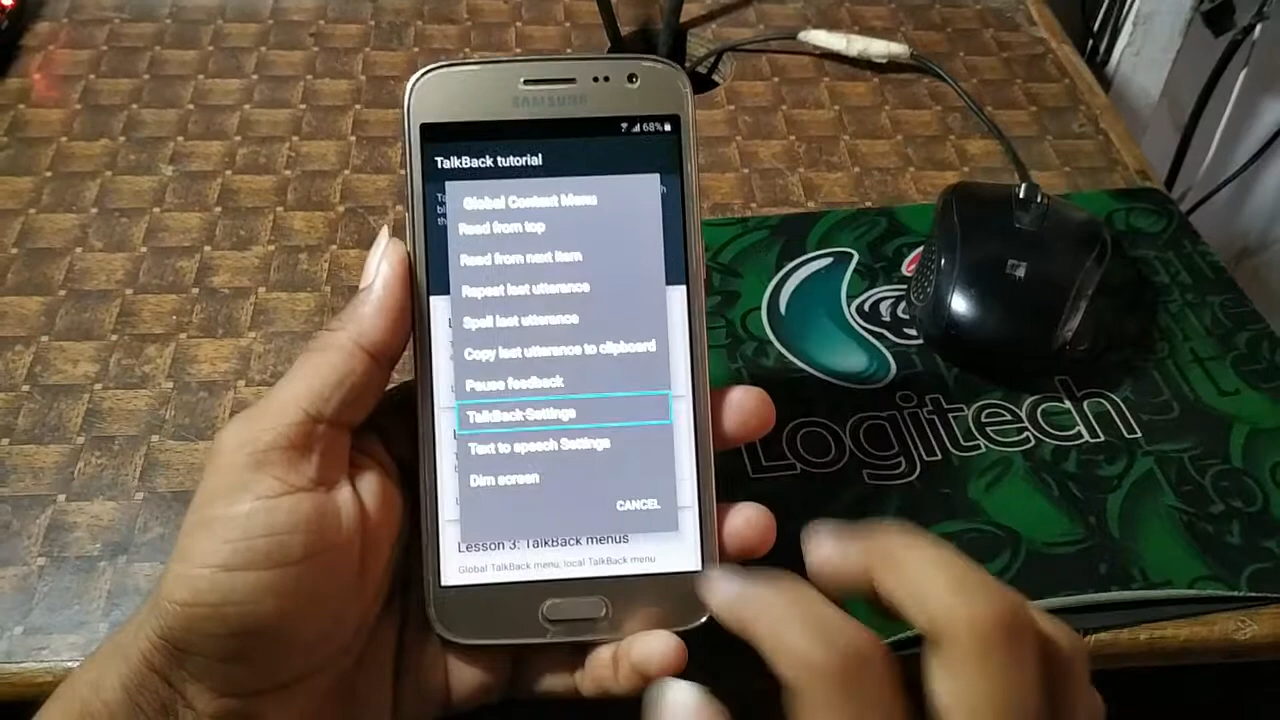 SAMSUNG
68%
TalkBack tutorial
Global Context Menu
Read from top
Read from next item
Repeat last utterance
Spell last utterance
Copy last utterance to clipboard
Pause feedback
TalkBack Settings
Text to speech Settings
Dim screen
CANCEL
Lesson 3: TalkBack menus
Global TalkBack menu, local TalkBack menu
Logitech